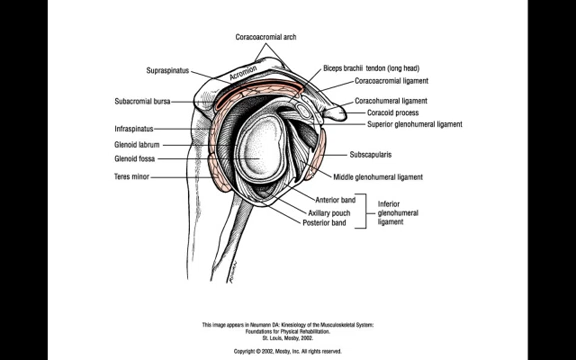 Coracoacromial arch
Supraspinatus
Acromion
Biceps brachii tendon (long head)
Coracoacromial ligament
Subacromial bursa
Coracohumeral ligament
Coracoid process
Superior glenohumeral ligament
Infraspinatus
Glenoid labrum
Glenoid fossa
Subscapularis
Teres minor
Middle glenohumeral ligament
Anterior band
Axillary pouch
Posterior band
Inferior
glenohumeral
ligament
This image appears in Neumann DA: Kinesiology of the Musculoskeletal System:
Foundations for Physical Rehabilitation.
St. Louis, Mosby, 2002.
Copyright © 2002, Mosby, Inc. All rights reserved.